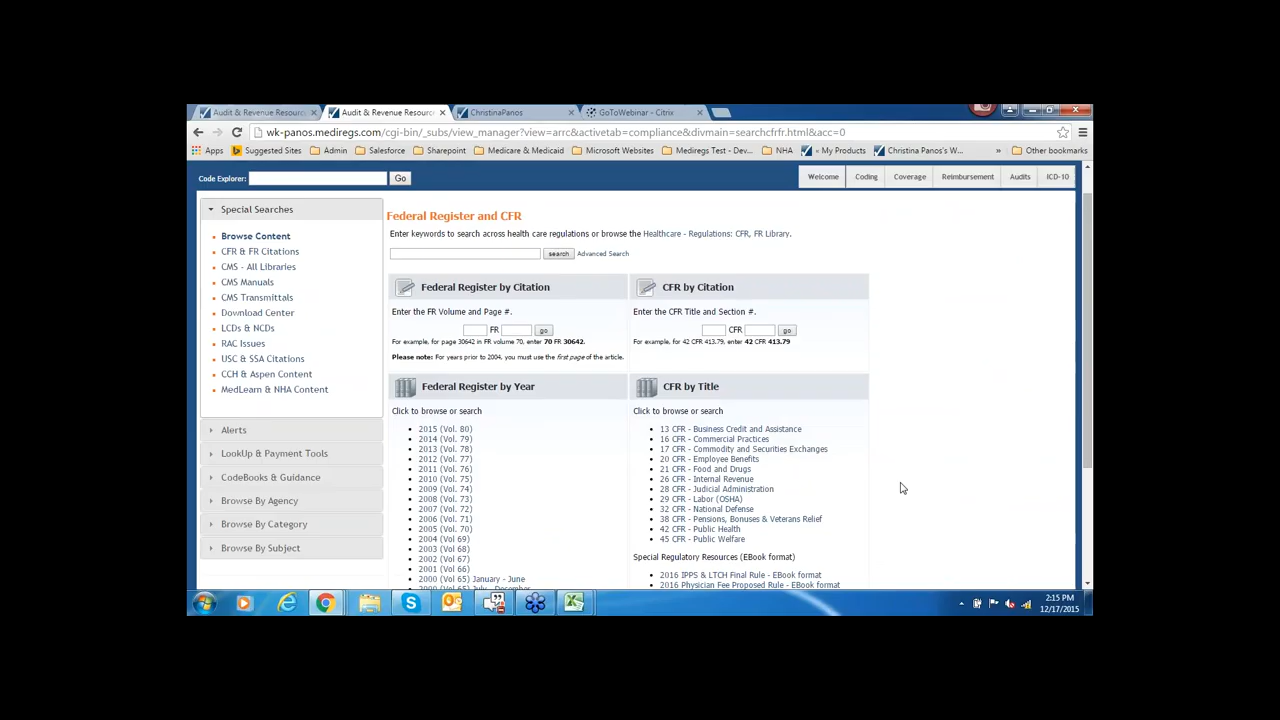 Audit & Revenue Resourc
Audit & Revenue Resourc
ChristinaPanos
GoToWebinar - Citrix
wk-panos.mediregs.com/cgi-bin/_subs/view_manager?view=arrc&activetab=compliance&divmain=searchcfrfr.html&acc=0
Apps
Suggested Sites
Admin
Salesforce
Sharepoint
Medicare & Medicaid
Microsoft Websites
Mediregs Test - Dev...
NHA
« My Products
Christina Panos's W...
»
Other bookmarks
Code Explorer:
Go
Welcome
Coding
Coverage
Reimbursement
Audits
ICD-10
Special Searches
Browse Content
CFR & FR Citations
CMS - All Libraries
CMS Manuals
CMS Transmittals
Download Center
LCDs & NCDs
RAC Issues
USC & SSA Citations
CCH & Aspen Content
MedLearn & NHA Content
Alerts
LookUp & Payment Tools
CodeBooks & Guidance
Browse By Agency
Browse By Category
Browse By Subject
Federal Register and CFR
Enter keywords to search across health care regulations or browse the Healthcare - Regulations: CFR, FR Library.
search
Advanced Search
Federal Register by Citation
Enter the FR Volume and Page #.
FR
go
For example, for page 30642 in FR volume 70, enter 70 FR 30642.
Please note: For years prior to 2004, you must use the first page of the article.
CFR by Citation
Enter the CFR Title and Section #.
CFR
go
For example, for 42 CFR 413.79, enter 42 CFR 413.79
Federal Register by Year
Click to browse or search
2015 (Vol. 80)
2014 (Vol. 79)
2013 (Vol. 78)
2012 (Vol. 77)
2011 (Vol. 76)
2010 (Vol. 75)
2009 (Vol. 74)
2008 (Vol. 73)
2007 (Vol. 72)
2006 (Vol. 71)
2005 (Vol. 70)
2004 (Vol. 69)
2003 (Vol 68)
2002 (Vol 67)
2001 (Vol 66)
2000 (Vol 65) January - June
2000 (Vol 65) July - December
CFR by Title
Click to browse or search
13 CFR - Business Credit and Assistance
16 CFR - Commercial Practices
17 CFR - Commodity and Securities Exchanges
20 CFR - Employee Benefits
21 CFR - Food and Drugs
26 CFR - Internal Revenue
28 CFR - Judicial Administration
29 CFR - Labor (OSHA)
32 CFR - National Defense
38 CFR - Pensions, Bonuses & Veterans Relief
42 CFR - Public Health
45 CFR - Public Welfare
Special Regulatory Resources (EBook format)
2016 IPPS & LTCH Final Rule - EBook format
2016 Physician Fee Proposed Rule - EBook format
2:15 PM
12/17/2015